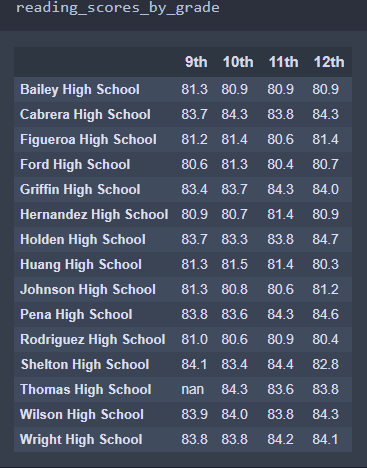 reading_scores_by_grade
9th 10th 11th 12th
Bailey High School 81.3 80.9 80.9 80.9
Cabrera High School 83.7 84.3 83.8 84.3
Figueroa High School 81.2 81.4 80.6 81.4
Ford High School 80.6 81.3 80.4 80.7
Griffin High School 83.4 83.7 84.3 84.0
Hernandez High School 80.9 80.7 81.4 80.9
Holden High School 83.7 83.3 83.8 84.7
Huang High School 81.3 81.5 81.4 80.3
Johnson High School 81.3 80.8 80.6 81.2
Pena High School 83.8 83.6 84.3 84.6
Rodriguez High School 81.0 80.6 80.9 80.4
Shelton High School 84.1 83.4 84.4 82.8
Thomas High School nan 84.3 83.6 83.8
Wilson High School 83.9 84.0 83.8 84.3
Wright High School 83.8 83.8 84.2 84.1